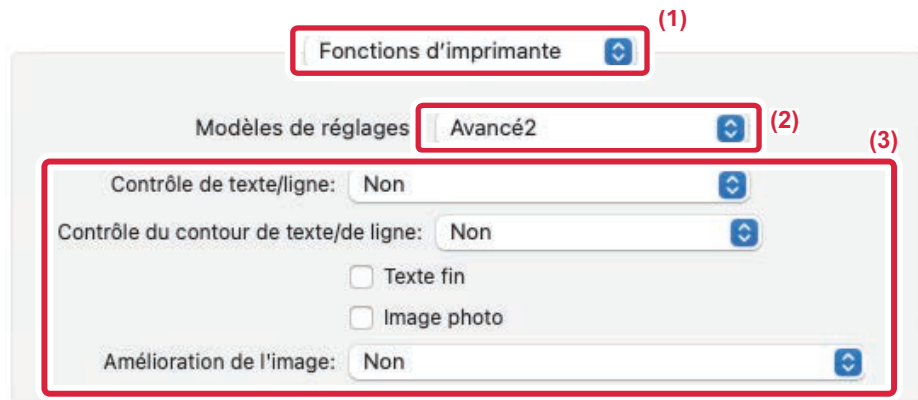 (1)
Fonctions d'imprimante
Modèles de réglages Avancé2 (2)
(3)
Contrôle de texte/ligne: Non
Contrôle du contour de texte/de ligne: Non
Texte fin
Image photo
Amélioration de l'image: Non